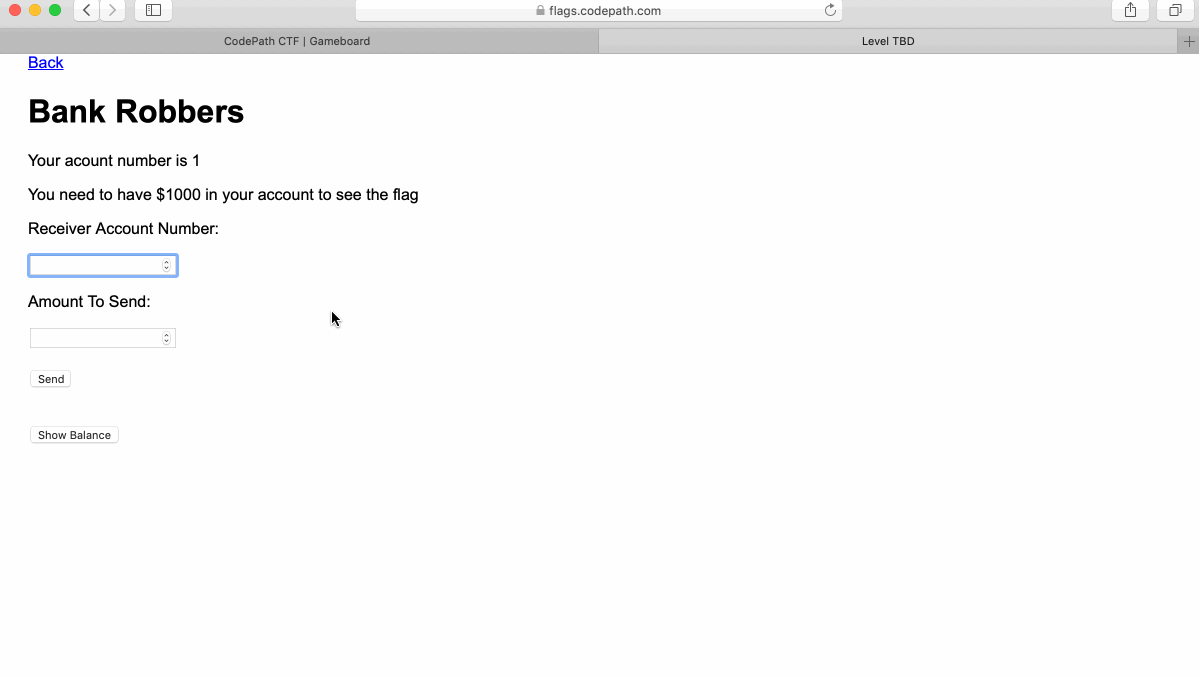 flags.codepath.com
CodePath CTF | Gameboard
Level TBD
Back
Bank Robbers
Your acount number is 1
You need to have $1000 in your account to see the flag
Receiver Account Number:
Amount To Send:
Send
Show Balance